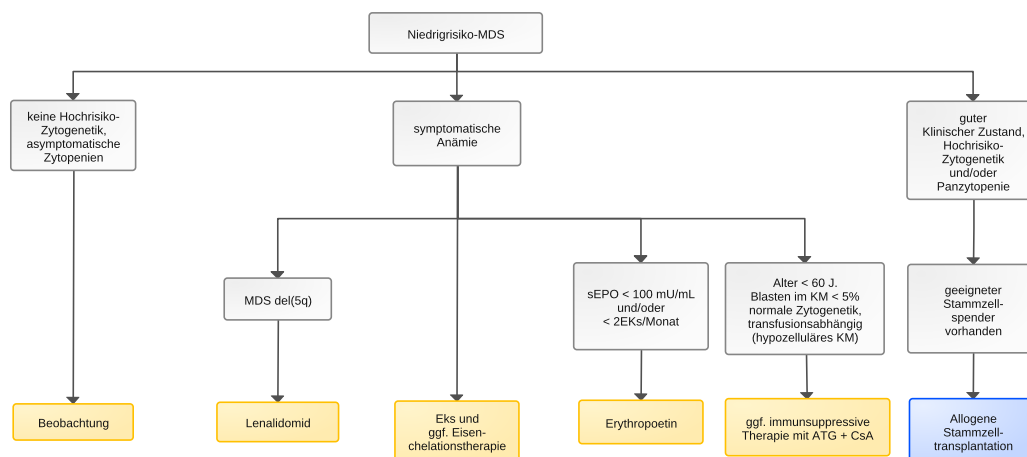 Niedrigrisiko-MDS
keine Hochrisiko-
Zytogenetik,
asymptomatische
Zytopenien
symptomatische
Anämie
guter
Klinischer Zustand,
Hochrisiko-
Zytogenetik
und/oder
Panzytopenie
MDS del(5q)
sEPO < 100 mU/mL
und/oder
< 2EKs/Monat
Alter < 60 J.
Blasten im KM < 5%
normale Zytogenetik,
transfusionsabhängig
(hypozelluläres KM)
geeigneter
Stammzell-
spender
vorhanden
Beobachtung
Lenalidomid
Eks und
ggf. Eisen-
chelationstherapie
Erythropoetin
ggf. immunsuppressive
Therapie mit ATG + CsA
Allogene
Stammzell-
transplantation